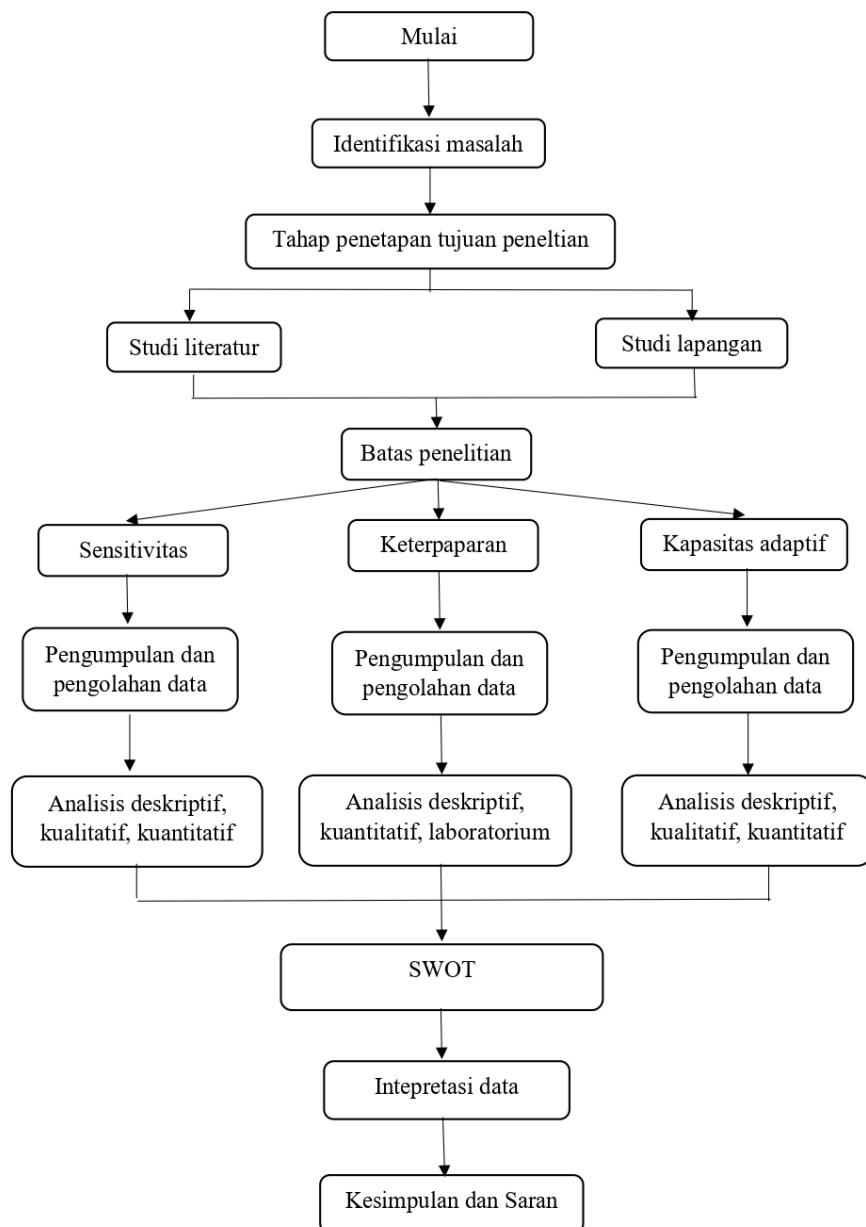 Mulai
Identifikasi masalah
Tahap penetapan tujuan peneltian
Studi literatur
Studi lapangan
Batas penelitian
Sensitivitas
Keterpaparan
Kapasitas adaptif
Pengumpulan dan
pengolahan data
Pengumpulan dan
pengolahan data
Pengumpulan dan
pengolahan data
Analisis deskriptif,
kualitatif, kuantitatif
Analisis deskriptif,
kuantitatif, laboratorium
Analisis deskriptif,
kualitatif, kuantitatif
SWOT
Intepretasi data
Kesimpulan dan Saran